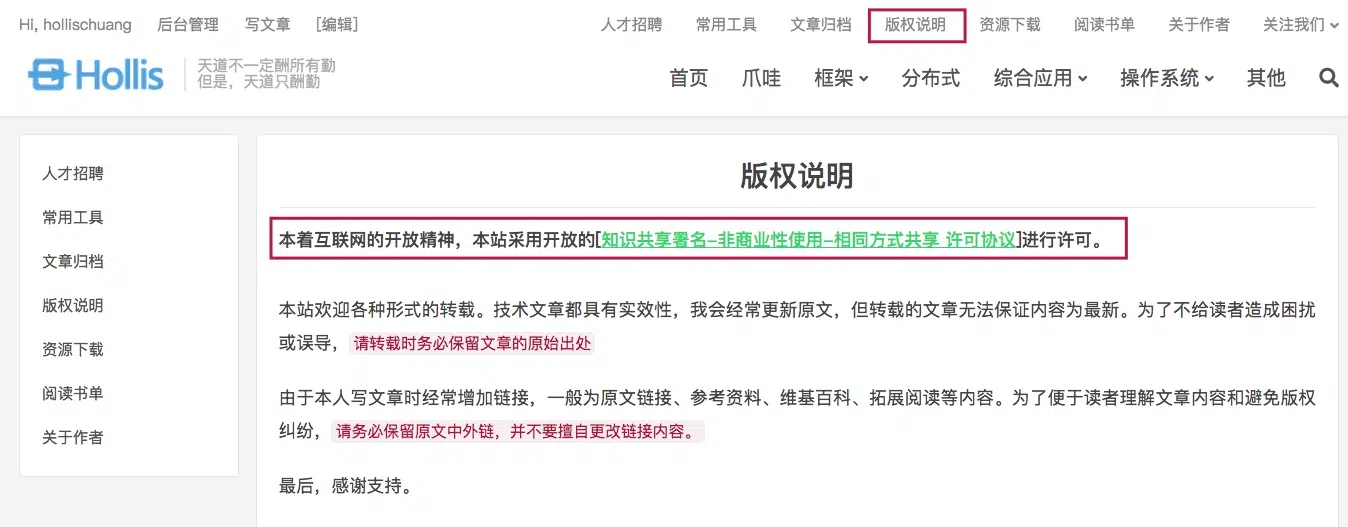 Hi, hollischuang 后台管理 写文章 [编辑] 人才招聘 常用工具 文章归档 版权说明 资源下载 阅读书单 关于作者 关注我们
Hollis
天道不一定酬所有勤
但是，天道只酬勤
首页 爪哇 框架 分布式 综合应用 操作系统 其他
人才招聘
常用工具
文章归档
版权说明
资源下载
阅读书单
关于作者
版权说明
本着互联网的开放精神，本站采用开放的[知识共享署名-非商业性使用-相同方式共享 许可协议]进行许可。
本站欢迎各种形式的转载。技术文章都具有实效性，我会经常更新原文，但转载的文章无法保证内容为最新。为了不给读者造成困扰
或误导，请转载时务必保留文章的原始出处
由于本人写文章时经常增加链接，一般为原文链接、参考资料、维基百科、拓展阅读等内容。为了便于读者理解文章内容和避免版权
纠纷，请务必保留原文中外链，并不要擅自更改链接内容。
最后，感谢支持。